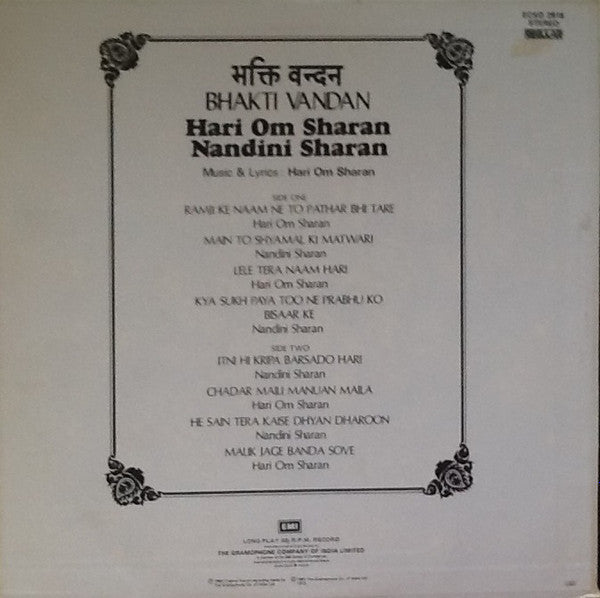 STEREO
भक्ति वन्दन
BHAKTI VANDAN
Hari Om Sharan
Nandini Sharan
Music & Lyrics : Hari Om Sharan
SIDE ONE
RAMJI KE NAAM NE TO PATHAR BHI TARE
Hari Om Sharan
MAIN TO SHYAMAL KI MATWARI
Nandini Sharan
LELE TERA NAAM HARI
Hari Om Sharan
KYA SUKH PAYA TOO NE PRABHU KO
BISAAR KE
Nandini Sharan
SIDE TWO
ITNI HI KRIPA BARSADO HARI
Nandini Sharan
CHADAR MAILI MANUAN MAILA
Hari Om Sharan
HE SAIN TERA KAISE DHYAN DHAROON
Nandini Sharan
MALIK JAGE BANDA SOVE
Hari Om Sharan
EMI
LONG PLAY R.P.M. RECORD
THE GRAMOPHONE COMPANY OF INDIA LIMITED